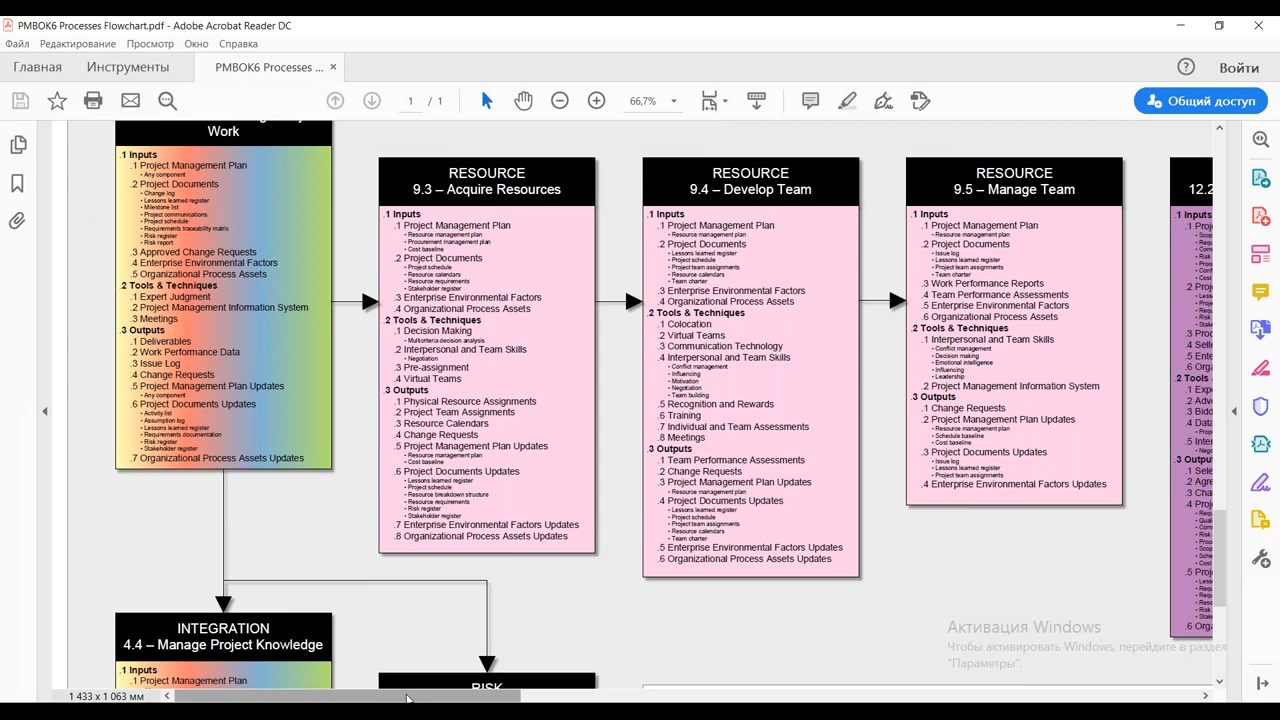 PMBOK6 Processes Flowchart.pdf - Adobe Acrobat Reader DC
Файл Редактирование Просмотр Окно Справка
Главная Инструменты PMBOK6 Processes ... × Войти
1 / 1 66,7% Общий доступ
Work
.1 Inputs
.1 Project Management Plan
• Any component
.2 Project Documents
• Change log
• Lessons learned register
• Milestone list
• Project communications
• Project schedule
• Requirements traceability matrix
• Risk register
• Risk report
.3 Approved Change Requests
.4 Enterprise Environmental Factors
.5 Organizational Process Assets
.2 Tools & Techniques
.1 Expert Judgment
.2 Project Management Information System
.3 Meetings
.3 Outputs
.1 Deliverables
.2 Work Performance Data
.3 Issue Log
.4 Change Requests
.5 Project Management Plan Updates
• Any component
.6 Project Documents Updates
• Activity list
• Assumption log
• Lessons learned register
• Requirements documentation
• Risk register
• Stakeholder register
.7 Organizational Process Assets Updates
RESOURCE
9.3 – Acquire Resources
.1 Inputs
.1 Project Management Plan
• Resource management plan
• Procurement management plan
• Cost baseline
.2 Project Documents
• Project schedule
• Resource calendars
• Resource requirements
• Stakeholder register
.3 Enterprise Environmental Factors
.4 Organizational Process Assets
.2 Tools & Techniques
.1 Decision Making
• Multicriteria decision analysis
.2 Interpersonal and Team Skills
• Negotiation
.3 Pre-assignment
.4 Virtual Teams
.3 Outputs
.1 Physical Resource Assignments
.2 Project Team Assignments
.3 Resource Calendars
.4 Change Requests
.5 Project Management Plan Updates
• Resource management plan
• Cost baseline
.6 Project Documents Updates
• Lessons learned register
• Project schedule
• Resource breakdown structure
• Resource requirements
• Risk register
• Stakeholder register
.7 Enterprise Environmental Factors Updates
.8 Organizational Process Assets Updates
RESOURCE
9.4 – Develop Team
.1 Inputs
.1 Project Management Plan
• Resource management plan
.2 Project Documents
• Lessons learned register
• Project schedule
• Project team assignments
• Resource calendars
• Team charter
.3 Enterprise Environmental Factors
.4 Organizational Process Assets
.2 Tools & Techniques
.1 Colocation
.2 Virtual Teams
.3 Communication Technology
.4 Interpersonal and Team Skills
• Conflict management
• Influencing
• Motivation
• Negotiation
• Team building
.5 Recognition and Rewards
.6 Training
.7 Individual and Team Assessments
.8 Meetings
.3 Outputs
.1 Team Performance Assessments
.2 Change Requests
.3 Project Management Plan Updates
• Resource management plan
.4 Project Documents Updates
• Lessons learned register
• Project schedule
• Project team assignments
• Resource calendars
• Team charter
.5 Enterprise Environmental Factors Updates
.6 Organizational Process Assets Updates
RESOURCE
9.5 – Manage Team
.1 Inputs
.1 Project Management Plan
• Resource management plan
.2 Project Documents
• Issue log
• Lessons learned register
• Project team assignments
• Team charter
.3 Work Performance Reports
.4 Team Performance Assessments
.5 Enterprise Environmental Factors
.6 Organizational Process Assets
.2 Tools & Techniques
.1 Interpersonal and Team Skills
• Conflict management
• Decision making
• Emotional intelligence
• Influencing
• Leadership
.2 Project Management Information System
.3 Outputs
.1 Change Requests
.2 Project Management Plan Updates
• Resource management plan
• Schedule baseline
• Cost baseline
.3 Project Documents Updates
• Issue log
• Lessons learned register
• Project team assignments
.4 Enterprise Environmental Factors Updates
12.2
.1 Inputs
.2 Tools
INTEGRATION
4.4 – Manage Project Knowledge
.1 Inputs
.1 Project Management Plan
RISK
Активация Windows
Чтобы активировать Windows, перейдите в раздел
"Параметры".
1 433 x 1 063 мм